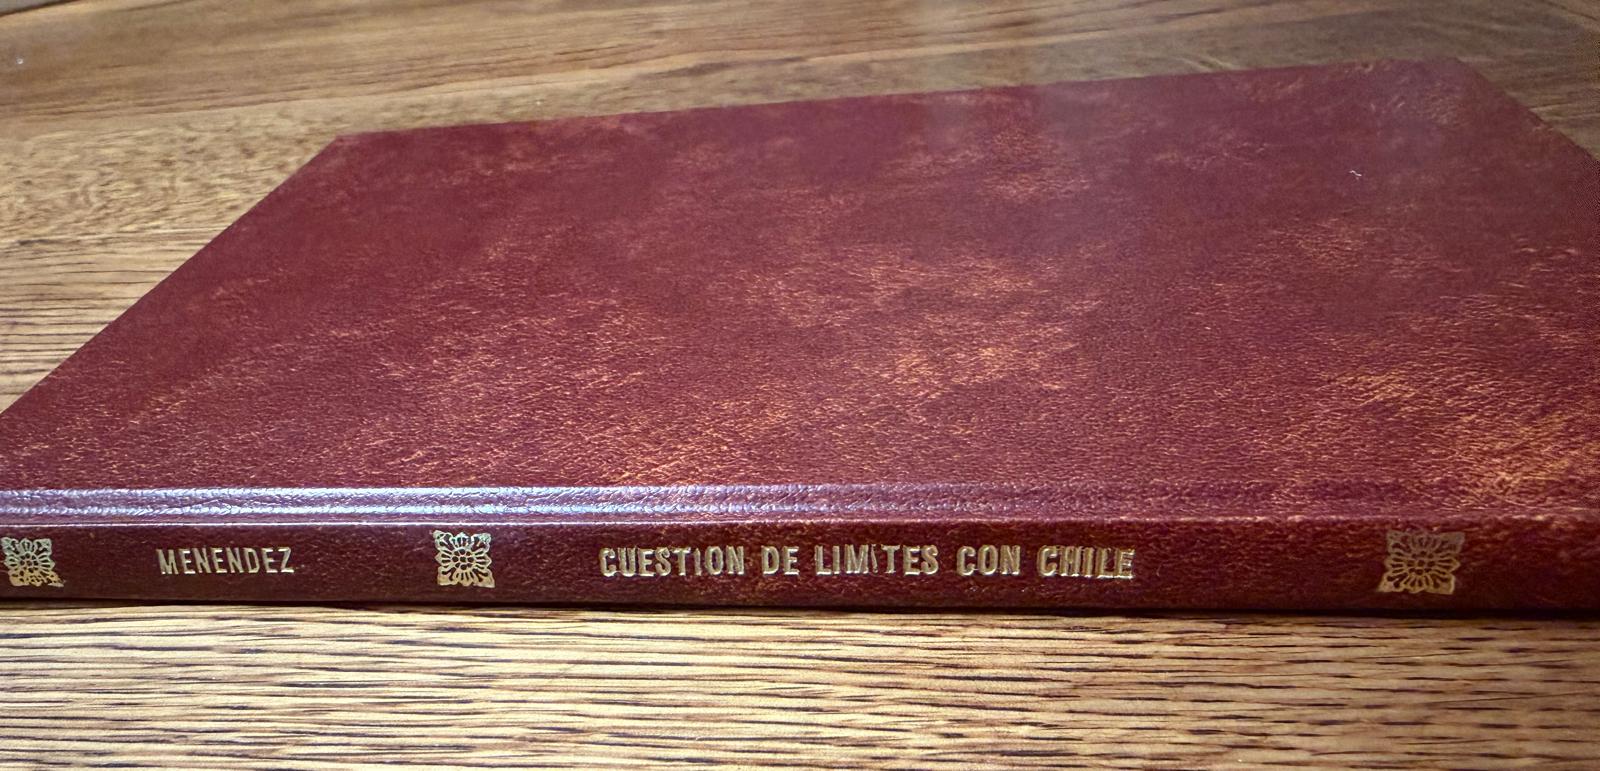 MENENDEZ
CUESTION DE LIMITES CON CHILE